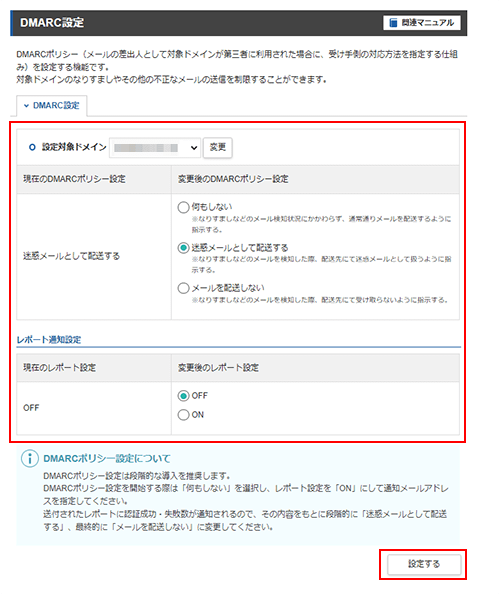 DMARC設定
関連マニュアル
DMARCポリシー（メールの差出人として対象ドメインが第三者に利用された場合に、受け手側の対応方法を指定する仕組
み）を設定する機能です。
対象ドメインのなりすましやその他の不正なメールの送信を制限することができます。
DMARC設定
設定対象ドメイン
変更
現在のDMARCポリシー設定
変更後のDMARCポリシー設定
迷惑メールとして配送する
何もしない
※なりすましなどのメール検知状況にかかわらず、通常通りメールを配送するように
指示する。
迷惑メールとして配送する
※なりすましなどのメールを検知した際、配送先にて迷惑メールとして扱うように指
示する。
メールを配送しない
※なりすましなどのメールを検知した際、配送先にて受け取らないように指示する。
レポート通知設定
現在のレポート設定
変更後のレポート設定
OFF
OFF
ON
DMARCポリシー設定について
DMARCポリシー設定は段階的な導入を推奨します。
DMARCポリシー設定を開始する際は「何もしない」を選択し、レポート設定を「ON」にして通知メールアドレ
スを指定してください。
送付されたレポートに認証成功・失敗数が通知されるので、その内容をもとに段階的に「迷惑メールとして配送
する」、最終的に「メールを配送しない」に変更してください。
設定する